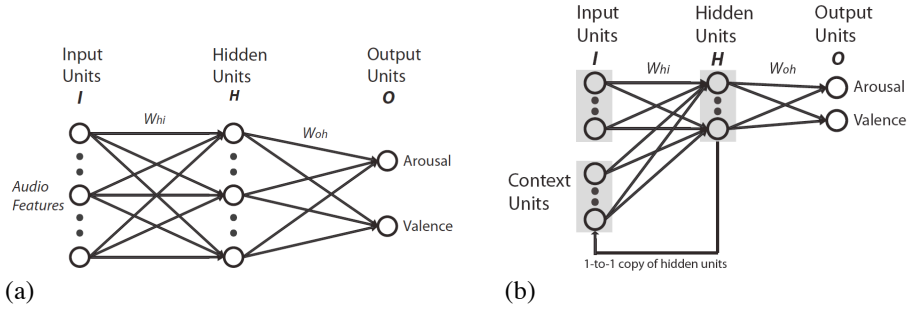 Input
Units
I
Hidden
Units
H
Output
Units
O
Whi
Woh
Audio
Features
Arousal
Valence
(a)
Input
Units
I
Hidden
Units
H
Output
Units
O
Whi
Woh
Arousal
Valence
Context
Units
1-to-1 copy of hidden units
(b)